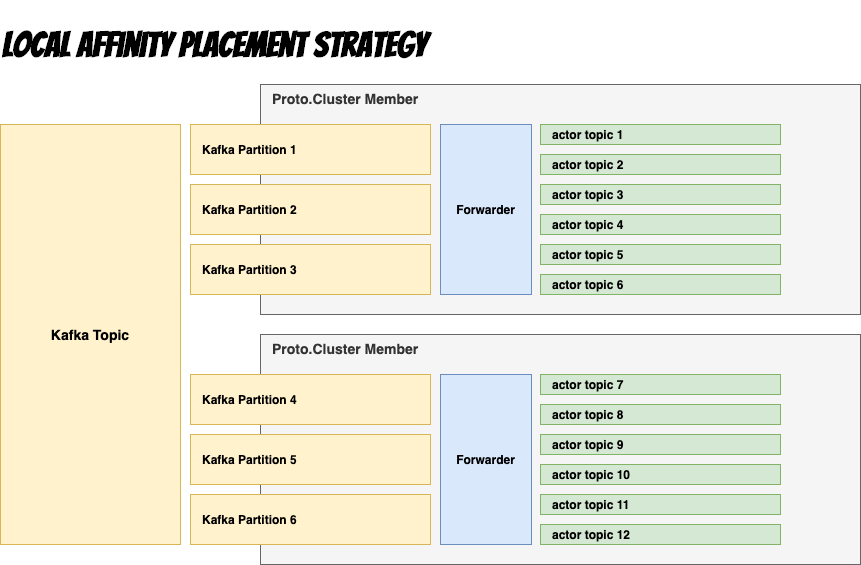 LOCAL AFFINITY PLACEMENT STRATEGY
Proto.Cluster Member
Kafka Topic
Kafka Partition 1
Kafka Partition 2
Kafka Partition 3
Forwarder
actor topic 1
actor topic 2
actor topic 3
actor topic 4
actor topic 5
actor topic 6
Proto.Cluster Member
Kafka Partition 4
Kafka Partition 5
Kafka Partition 6
Forwarder
actor topic 7
actor topic 8
actor topic 9
actor topic 10
actor topic 11
actor topic 12